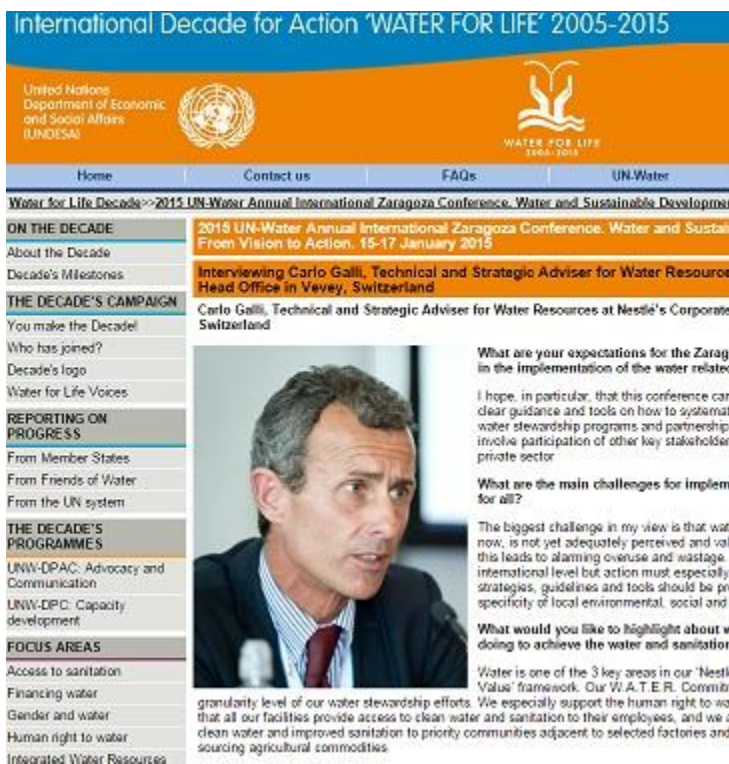 International Decade for Action 'WATER FOR LIFE' 2005-2015
United Nations
Department of Economic
and Social Affairs
(UNDESA)
WATER FOR LIFE
2005-2015
Home Contact us FAQs UN-Water
Water for Life Decade>>2015 UN-Water Annual International Zaragoza Conference. Water and Sustainable Developme
ON THE DECADE
About the Decade
Decade's Milestones
THE DECADE'S CAMPAIGN
You make the Decade!
Who has joined?
Decade's logo
Water for Life Voices
REPORTING ON
PROGRESS
From Member States
From Friends of Water
From the UN system
THE DECADE'S
PROGRAMMES
UNW-DPAC: Advocacy and
Communication
UNW-DPC: Capacity
development
FOCUS AREAS
Access to sanitation
Financing water
Gender and water
Human right to water
Integrated Water Resources
2015 UN-Water Annual International Zaragoza Conference. Water and Sustai
From Vision to Action. 15-17 January 2015
Interviewing Carlo Galli, Technical and Strategic Adviser for Water Resource
Head Office in Vevey, Switzerland
Carlo Galli, Technical and Strategic Adviser for Water Resources at Nestlé's Corporate
Switzerland
What are your expectations for the Zarag
in the implementation of the water relate
I hope, in particular, that this conference can
clear guidance and tools on how to systemat
water stewardship programs and partnership
involve participation of other key stakeholder
private sector
What are the main challenges for implem
for all?
The biggest challenge in my view is that wat
now, is not yet adequately perceived and val
this leads to alarming overuse and wastage.
international level but action must especially
strategies, guidelines and tools should be pr
specificity of local environmental, social and
What would you like to highlight about w
doing to achieve the water and sanitation
Water is one of the 3 key areas in our 'Nestl
Value' framework. Our W.A.T.E.R. Commitm
granularity level of our water stewardship efforts. We especially support the human right to wa
that all our facilities provide access to clean water and sanitation to their employees, and we a
clean water and improved sanitation to priority communities adjacent to selected factories and
sourcing agricultural commodities